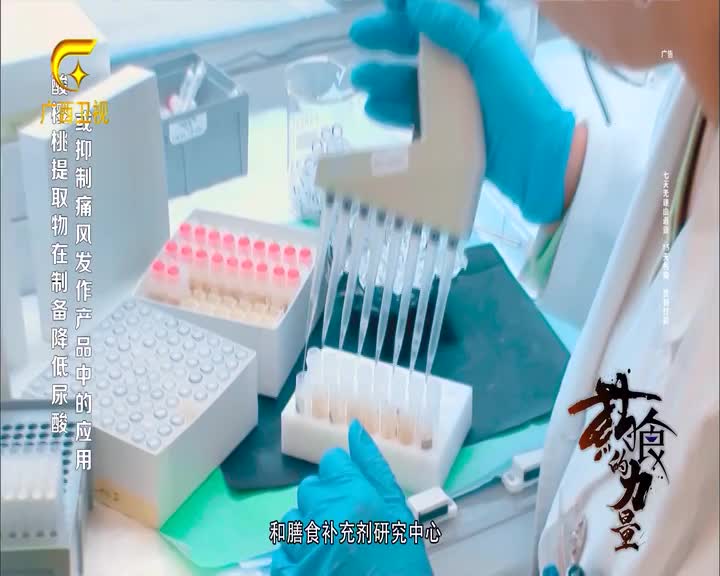 广西卫视
广告
酸樱桃提取物在制备降低尿酸
或抑制痛风发作产品中的应用
药食的力量
和膳食补充剂研究中心